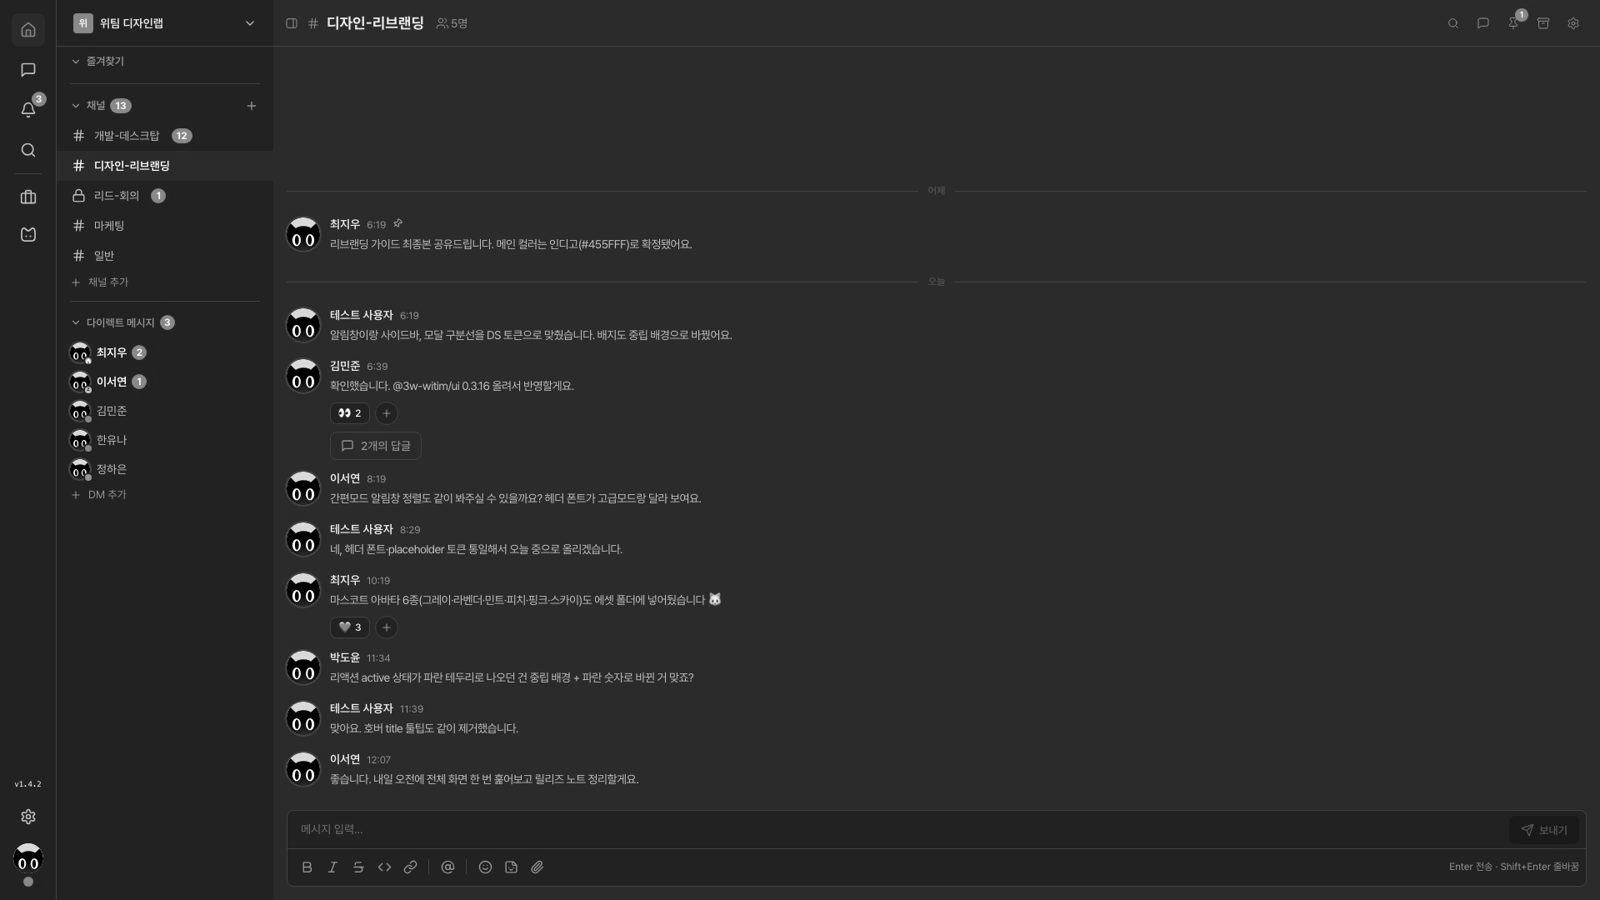 위 위팀 디자인랩
즐겨찾기
채널 13
개발-데스크탑 12
디자인-리브랜딩
리드-회의 1
마케팅
일반
채널 추가
다이렉트 메시지 3
최지우 2
이서연 1
김민준
한유나
정하은
DM 추가
3
v1.4.2
디자인-리브랜딩 5명
1
어제
최지우 6:19
리브랜딩 가이드 최종본 공유드립니다. 메인 컬러는 인디고(#455FFF)로 확정됐어요.
오늘
테스트 사용자 6:19
알림창이랑 사이드바, 모달 구분선을 DS 토큰으로 맞췄습니다. 배지도 중립 배경으로 바꿨어요.
김민준 6:39
확인했습니다. @3w-witim/ui 0.3.16 올려서 반영할게요.
👀 2
2개의 답글
이서연 8:19
간편모드 알림창 정렬도 같이 봐주실 수 있을까요? 헤더 폰트가 고급모드랑 달라 보여요.
테스트 사용자 8:29
네, 헤더 폰트·placeholder 토큰 통일해서 오늘 중으로 올리겠습니다.
최지우 10:19
마스코트 아바타 6종(그레이·라벤더·민트·피치·핑크·스카이)도 에셋 폴더에 넣어뒀습니다 🐱
🖤 3
박도윤 11:34
리액션 active 상태가 파란 테두리로 나오던 건 중립 배경 + 파란 숫자로 바뀐 거 맞죠?
테스트 사용자 11:39
맞아요. 호버 title 툴팁도 같이 제거했습니다.
이서연 12:07
좋습니다. 내일 오전에 전체 화면 한 번 훑어보고 릴리즈 노트 정리할게요.
메시지 입력...
보내기
Enter 전송 · Shift+Enter 줄바꿈